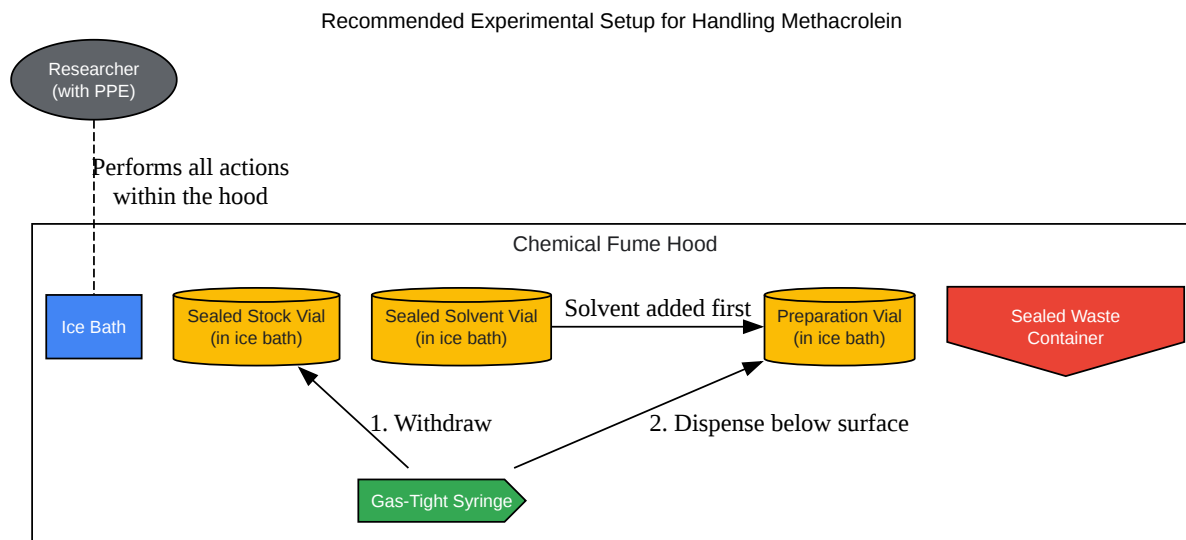 Recommended Experimental Setup for Handling Methacrolein
Researcher
(with PPE)
Performs all actions
within the hood
Chemical Fume Hood
Ice Bath
Sealed Stock Vial
(in ice bath)
Sealed Solvent Vial
(in ice bath)
Solvent added first
Preparation Vial
(in ice bath)
Sealed Waste
Container
1. Withdraw
2. Dispense below surface
Gas-Tight Syringe